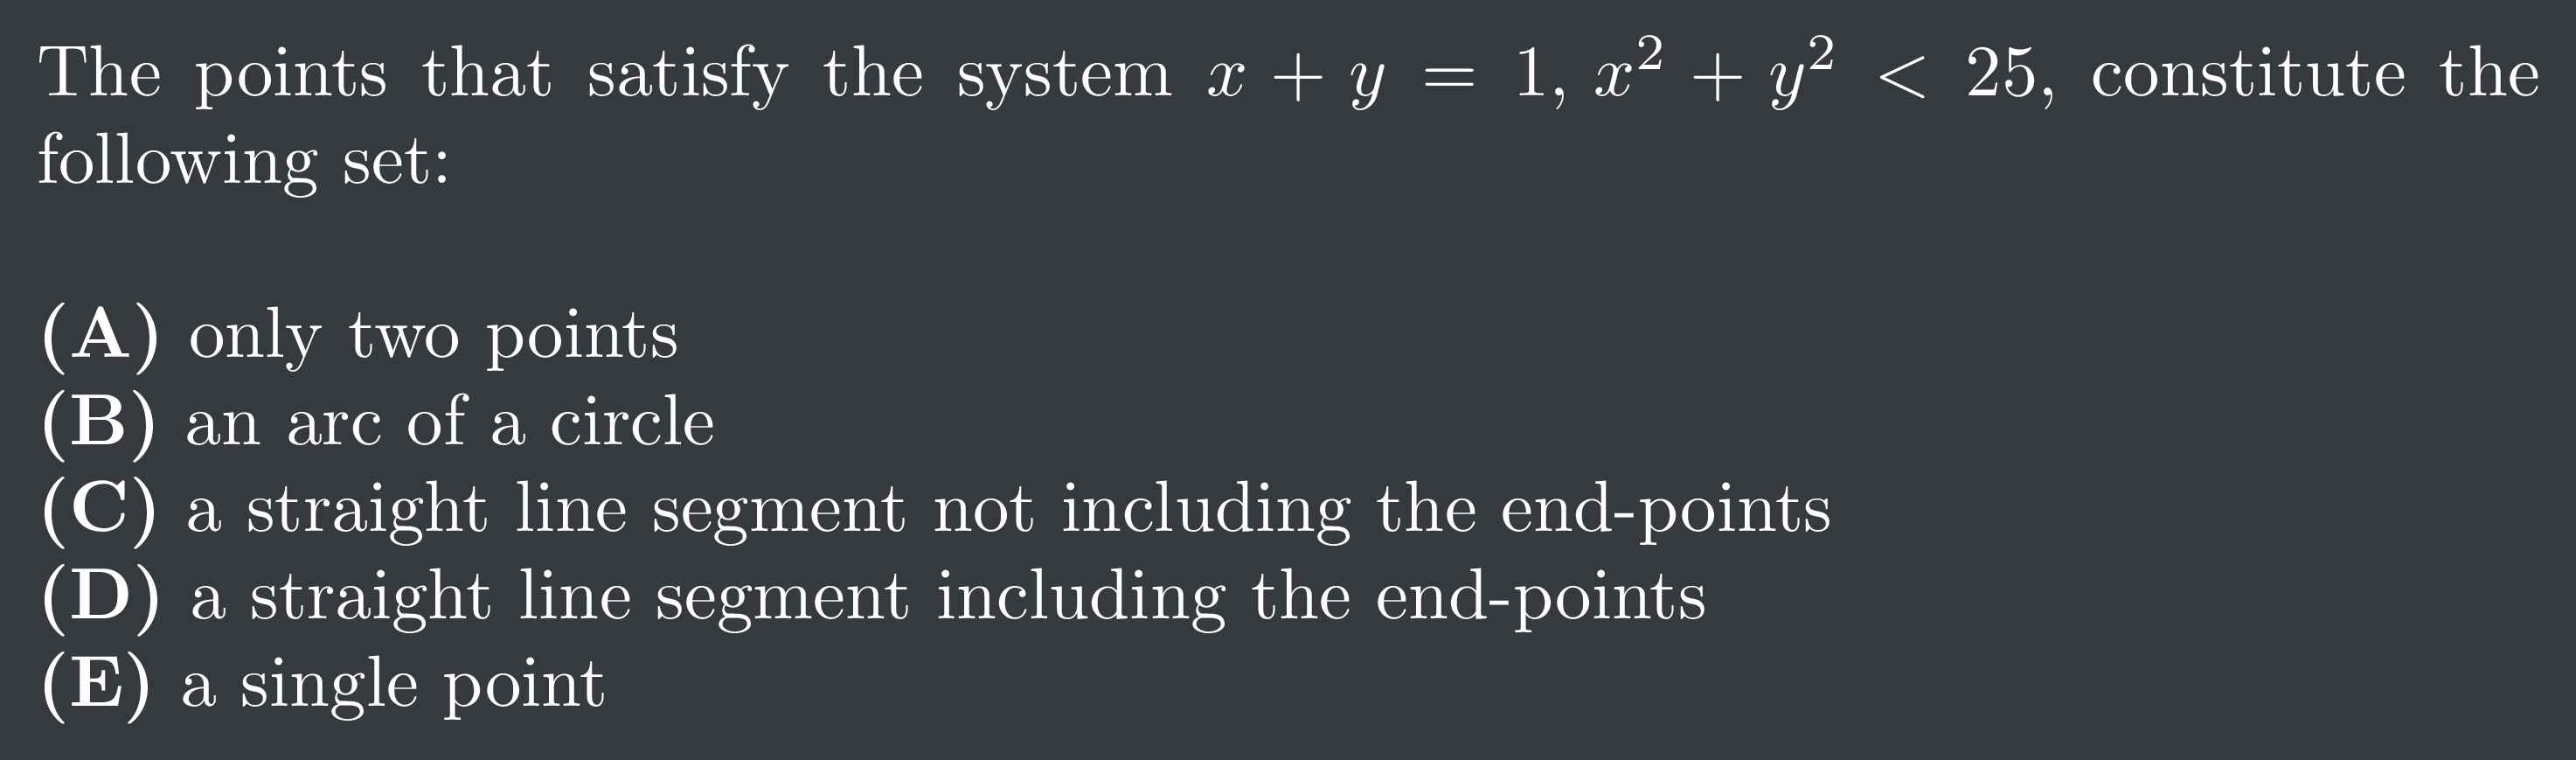 The points that satisfy the system x + y = 1, x² + y² < 25, constitute the
following set:
(A) only two points
(B) an arc of a circle
(C) a straight line segment not including the end-points
(D) a straight line segment including the end-points
(E) a single point